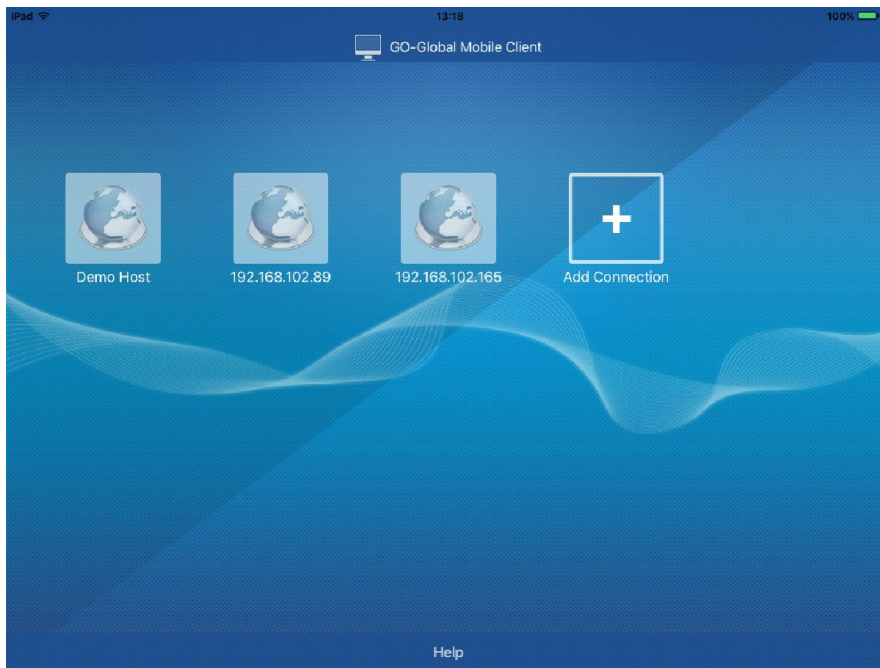 iPad 13:18 100%
GO-Global Mobile Client
Demo Host 192.168.102.89 192.168.102.165 Add Connection
Help